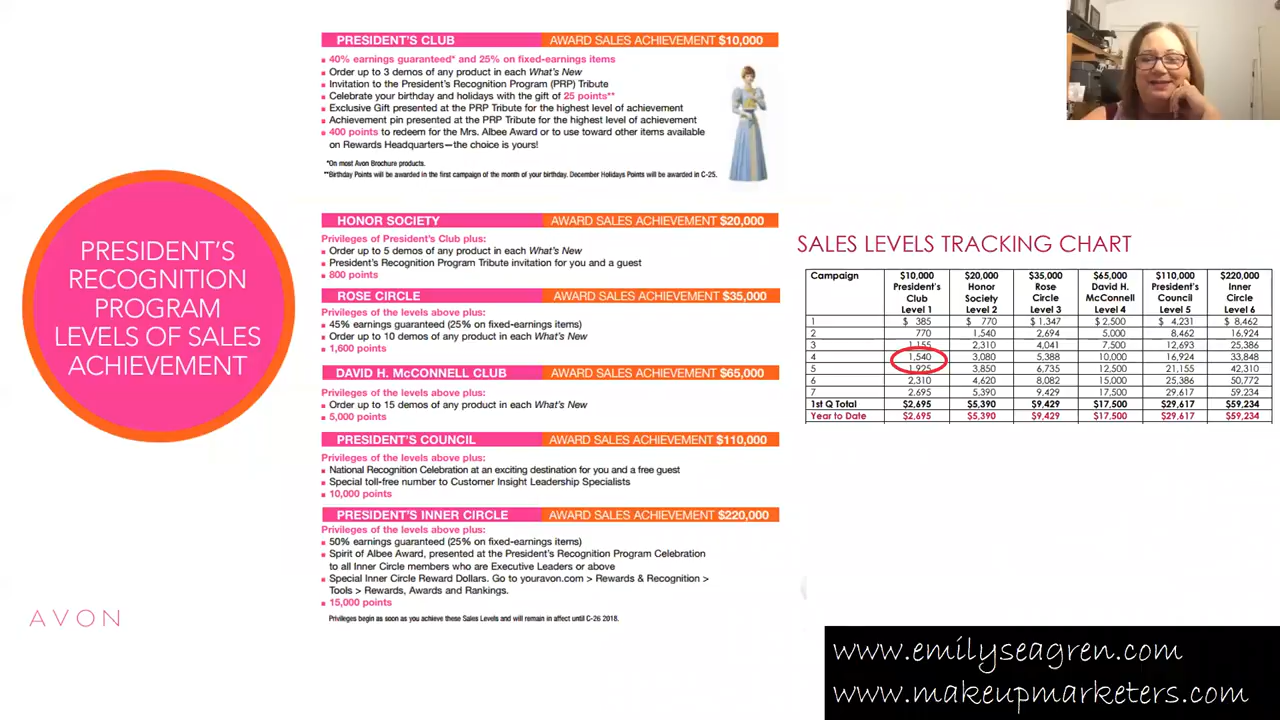 PRESIDENT'S
RECOGNITION
PROGRAM
LEVELS OF SALES
ACHIEVEMENT
AVON
PRESIDENT'S CLUB AWARD SALES ACHIEVEMENT $10,000
40% earnings guaranteed* and 25% on fixed-earnings items
Order up to 3 demos of any product in each What's New
Invitation to the President's Recognition Program (PRP) Tribute
Celebrate your birthday and holidays with the gift of 25 points**
Exclusive Gift presented at the PRP Tribute for the highest level of achievement
Achievement pin presented at the PRP Tribute for the highest level of achievement
400 points to redeem for the Mrs. Albee Award or to use toward other items available
on Rewards Headquarters—the choice is yours!
*On most Avon Brochure products.
**Birthday Points will be awarded in the first campaign of the month of your birthday. December Holidays Points will be awarded in C-25.
HONOR SOCIETY AWARD SALES ACHIEVEMENT $20,000
Privileges of President's Club plus:
Order up to 5 demos of any product in each What's New
President's Recognition Program Tribute invitation for you and a guest
800 points
ROSE CIRCLE AWARD SALES ACHIEVEMENT $35,000
Privileges of the levels above plus:
45% earnings guaranteed (25% on fixed-earnings items)
Order up to 10 demos of any product in each What's New
1,600 points
DAVID H. McCONNELL CLUB AWARD SALES ACHIEVEMENT $65,000
Privileges of the levels above plus:
Order up to 15 demos of any product in each What's New
5,000 points
PRESIDENT'S COUNCIL AWARD SALES ACHIEVEMENT $110,000
Privileges of the levels above plus:
National Recognition Celebration at an exciting destination for you and a free guest
Special toll-free number to Customer Insight Leadership Specialists
10,000 points
PRESIDENT'S INNER CIRCLE AWARD SALES ACHIEVEMENT $220,000
Privileges of the levels above plus:
50% earnings guaranteed (25% on fixed-earnings items)
Spirit of Albee Award, presented at the President's Recognition Program Celebration
to all Inner Circle members who are Executive Leaders or above
Special Inner Circle Reward Dollars. Go to youravon.com > Rewards & Recognition >
Tools > Rewards, Awards and Rankings.
15,000 points
Privileges begin as soon as you achieve these Sales Levels and will remain in affect until C-26 2018.
SALES LEVELS TRACKING CHART
Campaign $10,000 $20,000 $35,000 $65,000 $110,000 $220,000
President's Honor Rose David H. President's Inner
Club Society Circle McConnell Council Circle
Level 1 Level 2 Level 3 Level 4 Level 5 Level 6
1 $ 385 $ 770 $ 1,347 $ 2,500 $ 4,231 $ 8,462
2 770 1,540 2,694 5,000 8,462 16,924
3 1,155 2,310 4,041 7,500 12,693 25,386
4 1,540 3,080 5,388 10,000 16,924 33,848
5 1,925 3,850 6,735 12,500 21,155 42,310
6 2,310 4,620 8,082 15,000 25,386 50,772
7 2,695 5,390 9,429 17,500 29,617 59,234
1st Q Total $2,695 $5,390 $9,429 $17,500 $29,617 $59,234
Year to Date $2,695 $5,390 $9,429 $17,500 $29,617 $59,234
www.emilyseagren.com
www.makeupmarketers.com